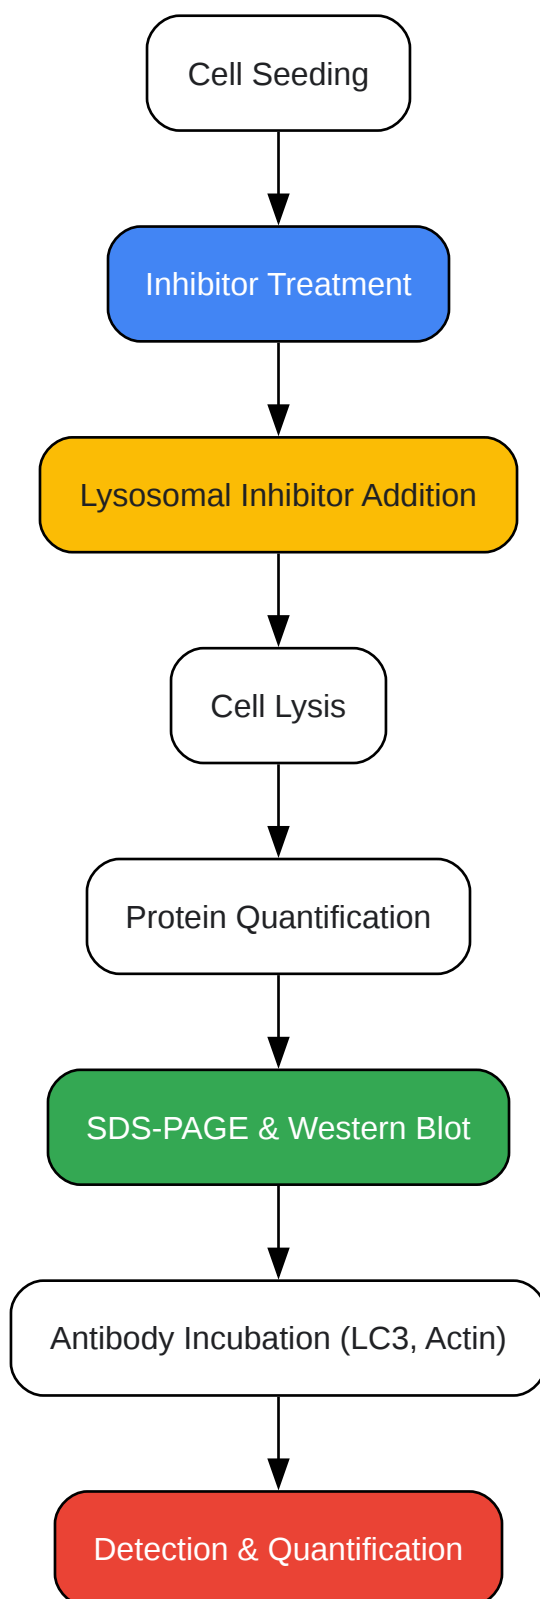 Cell Seeding
Inhibitor Treatment
Lysosomal Inhibitor Addition
Cell Lysis
Protein Quantification
SDS-PAGE & Western Blot
Antibody Incubation (LC3, Actin)
Detection & Quantification